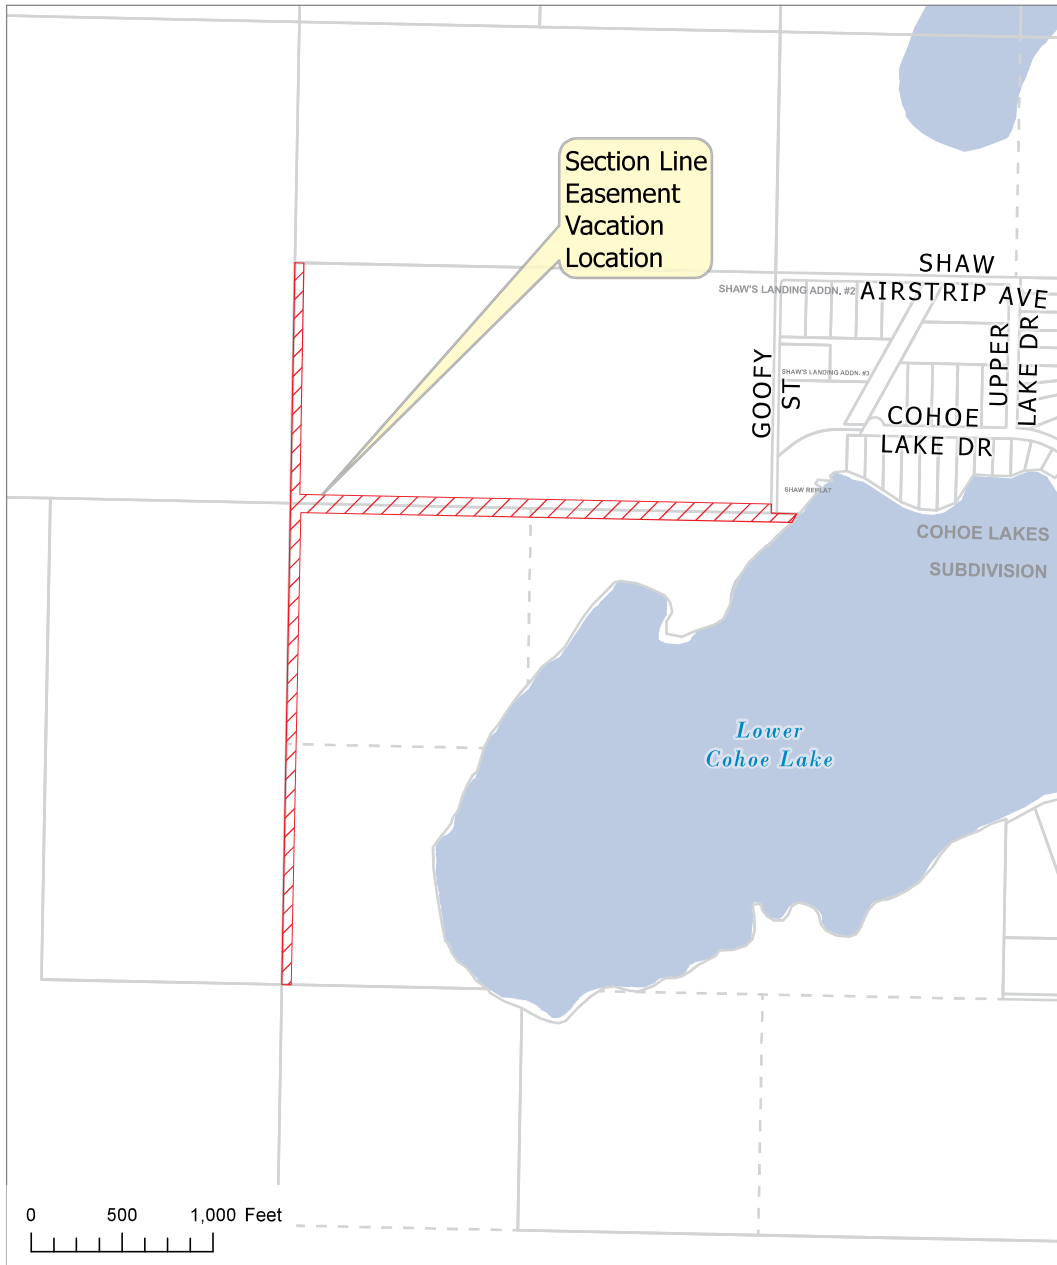 Section Line
Easement
Vacation
Location
SHAW
AIRSTRIP AVE
SHAW'S LANDING ADDN. #2
GOOFY
ST
SHAW'S LANDING ADDN. #3
UPPER
LAKE DR
COHOE
LAKE DR
SHAW REPLAT
COHOE LAKES
SUBDIVISION
Lower
Cohoe Lake
0 500 1,000 Feet